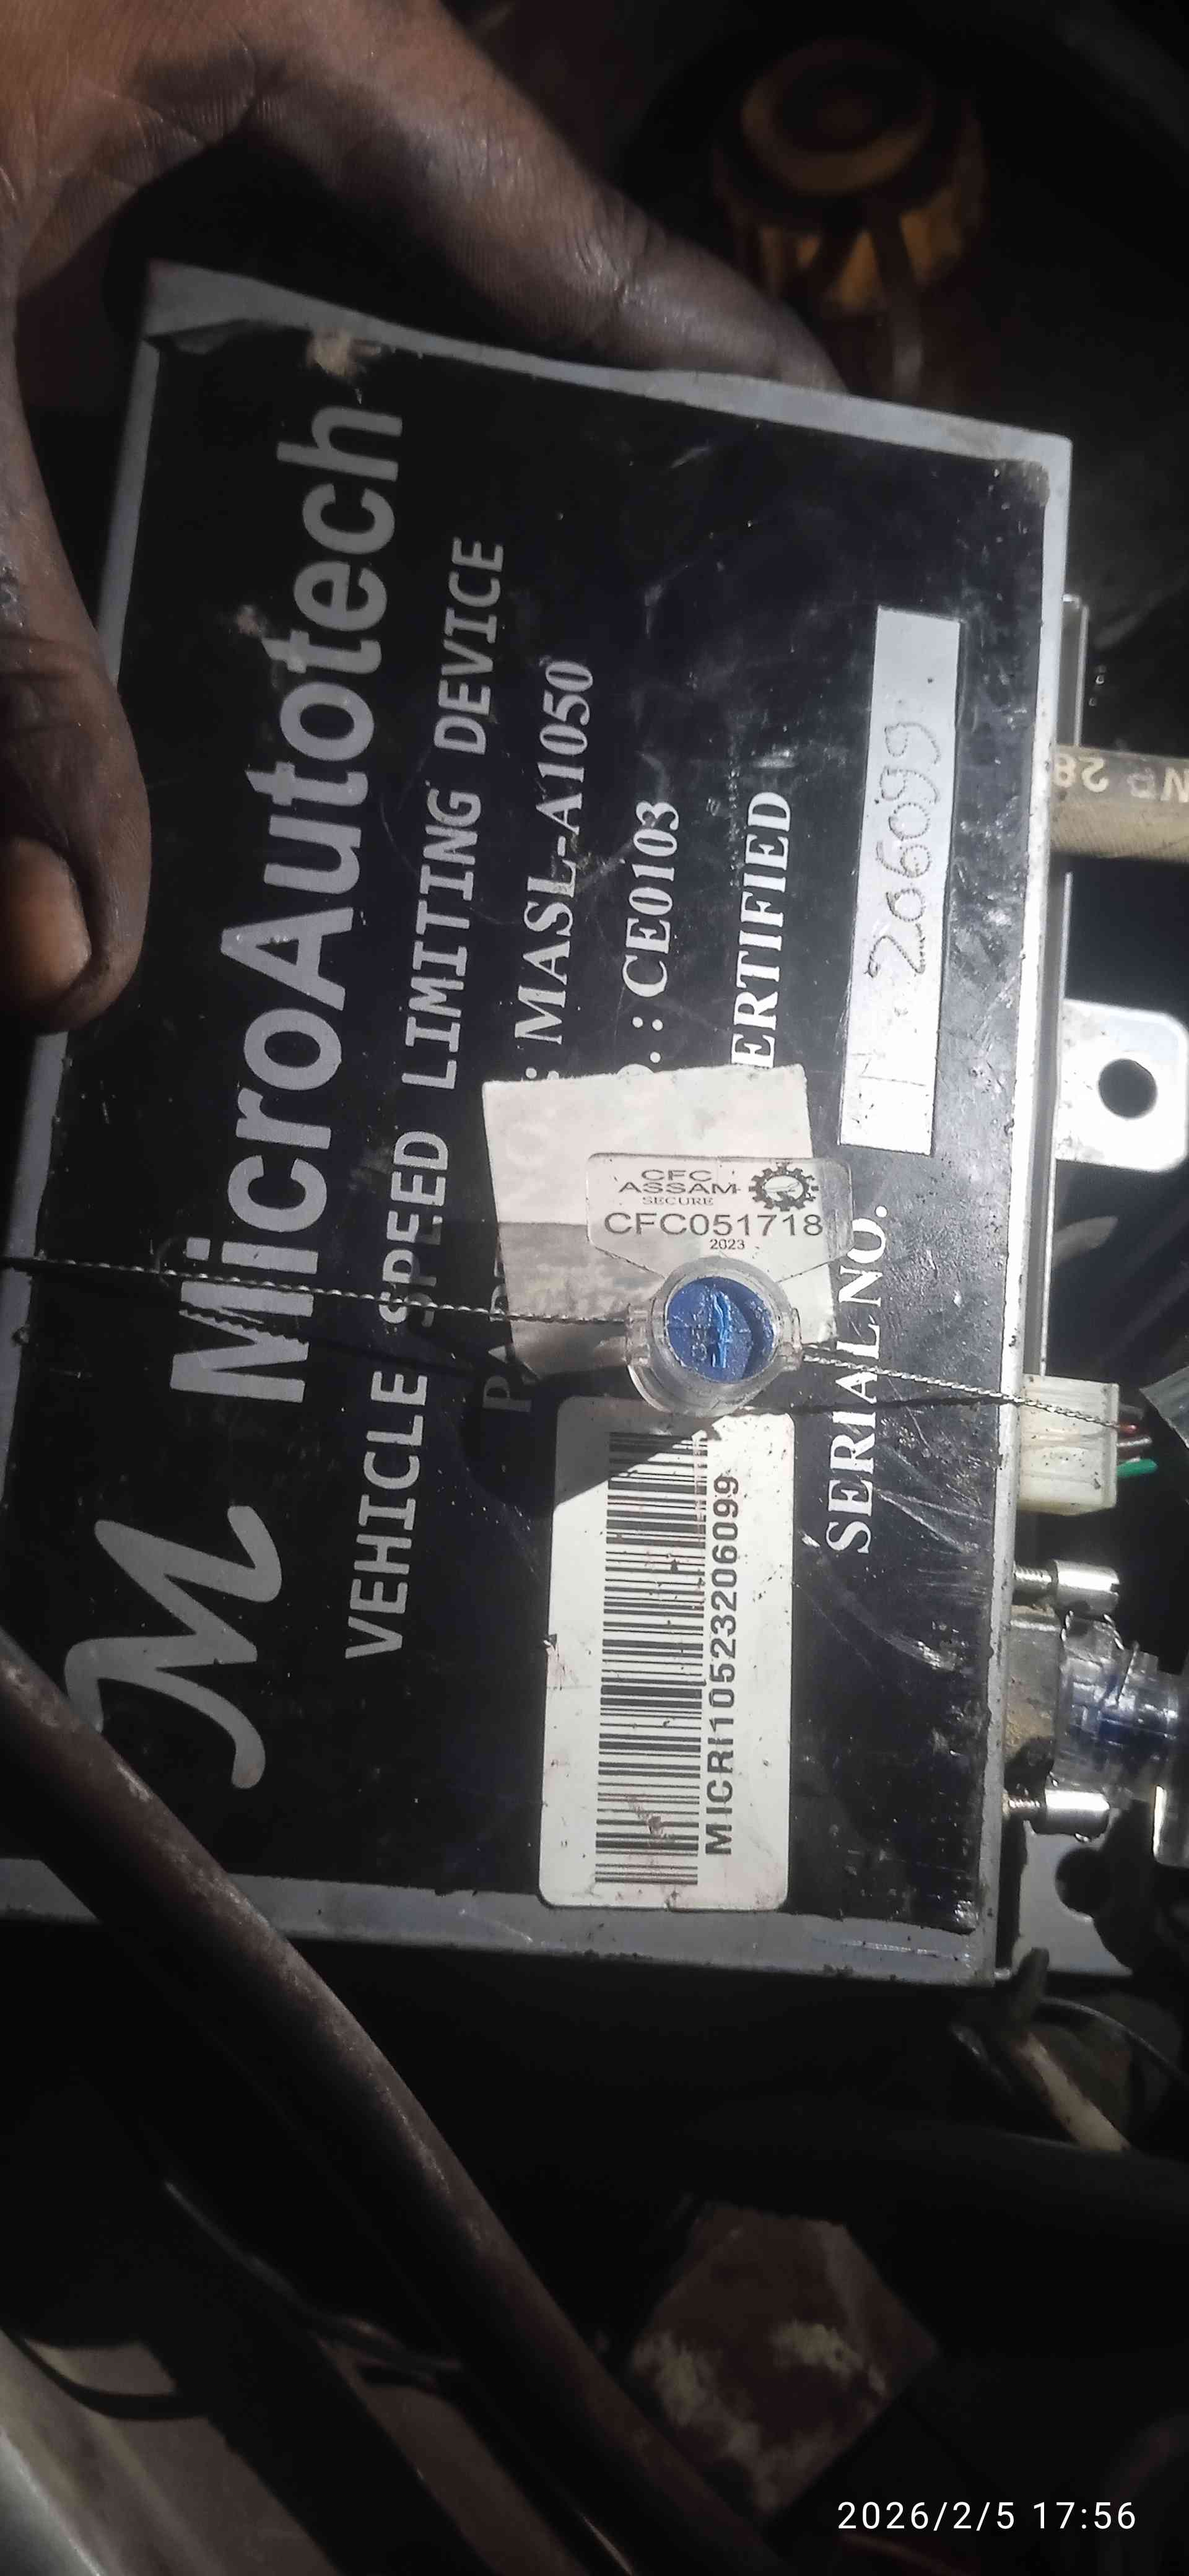 MicroAutotech
VEHICLE SPEED LIMITING DEVICE
: MASL-A1050
: CE0103
ERTIFIED
SERIAL NO.
206099
CFC
ASSAM
SECURE
CFC051718
2023
MICRI10523206099
2026/2/5 17:56